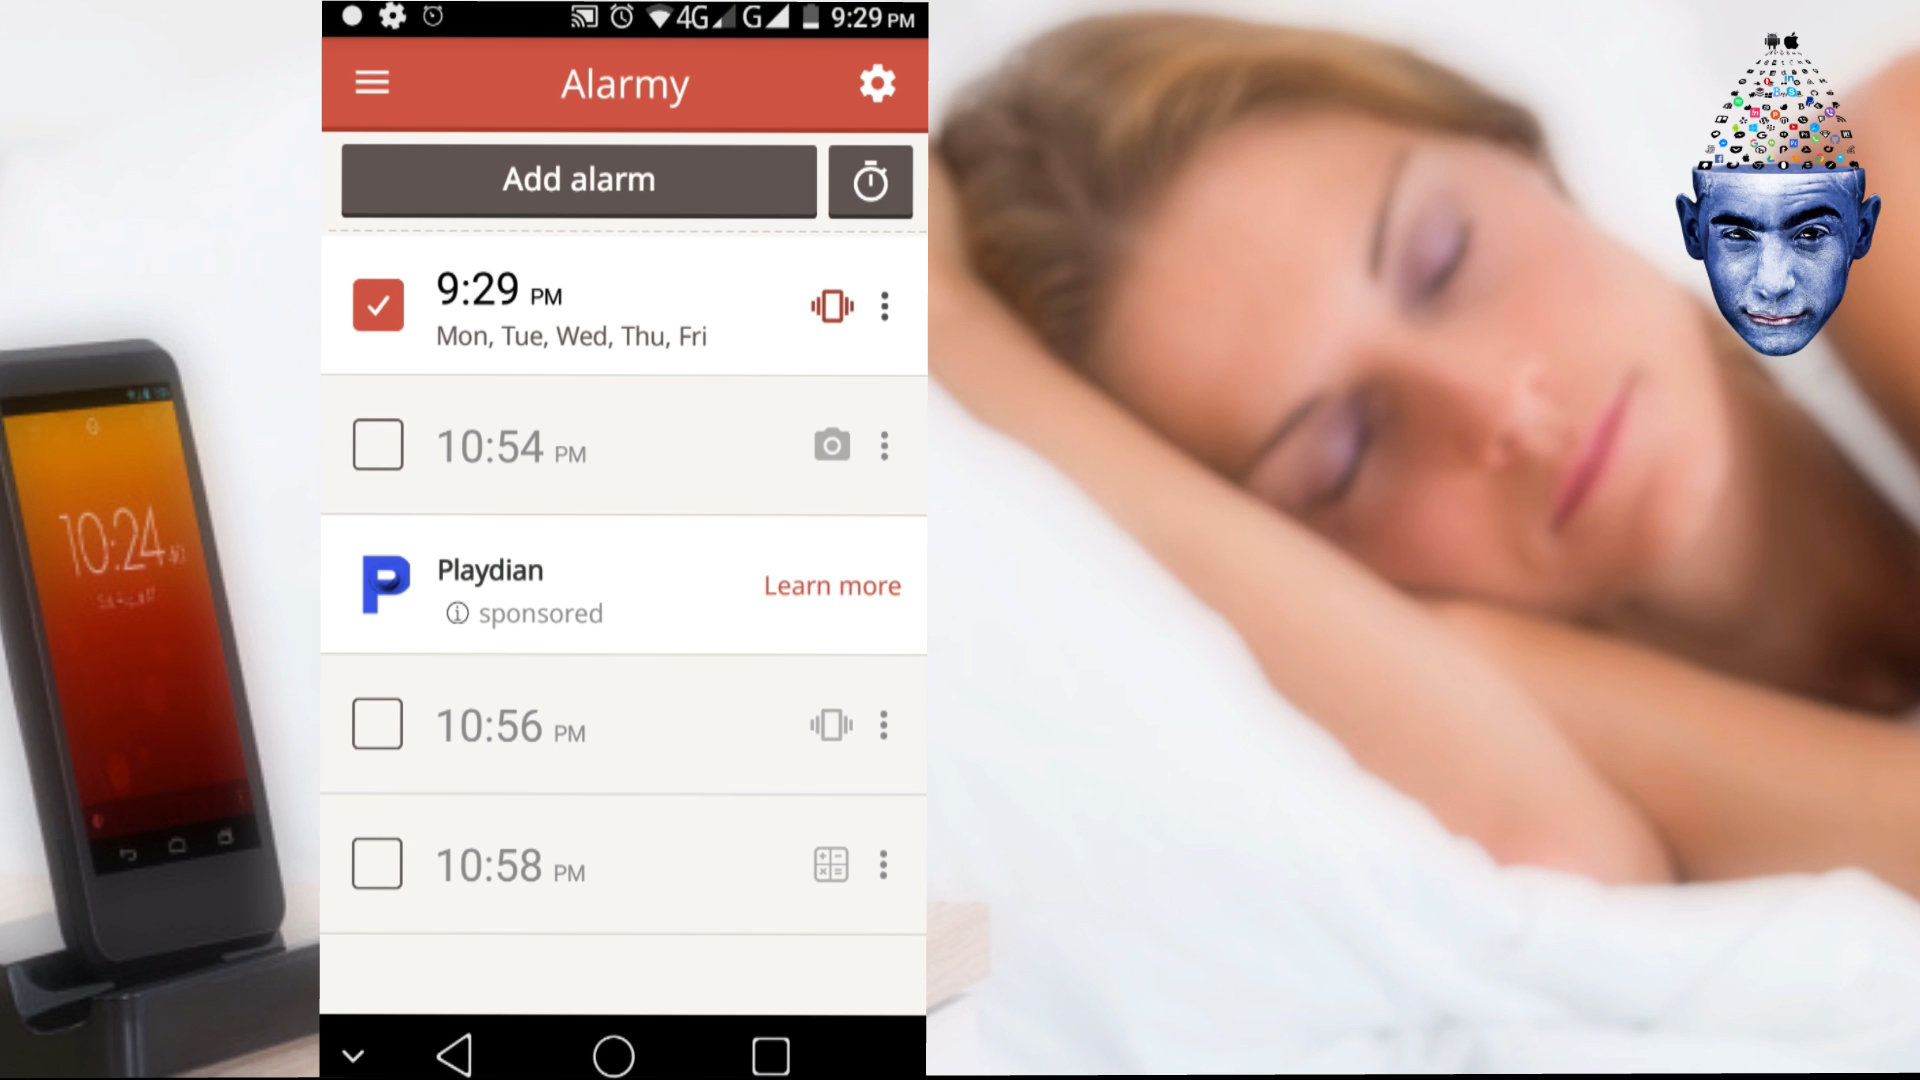 4G G 9:29 PM
Alarmy
Add alarm
9:29 PM
Mon, Tue, Wed, Thu, Fri
10:54 PM
Playdian
sponsored
Learn more
10:56 PM
10:58 PM
10:24